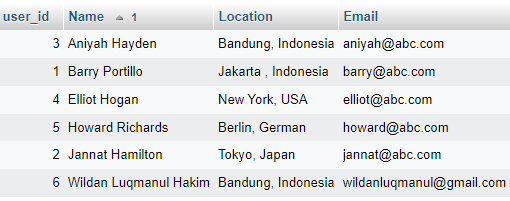 user_id Name 1 Location Email
3 Aniyah Hayden Bandung, Indonesia aniyah@abc.com
1 Barry Portillo Jakarta , Indonesia barry@abc.com
4 Elliot Hogan New York, USA elliot@abc.com
5 Howard Richards Berlin, German howard@abc.com
2 Jannat Hamilton Tokyo, Japan jannat@abc.com
6 Wildan Luqmanul Hakim Bandung, Indonesia wildanluqmanul@gmail.com